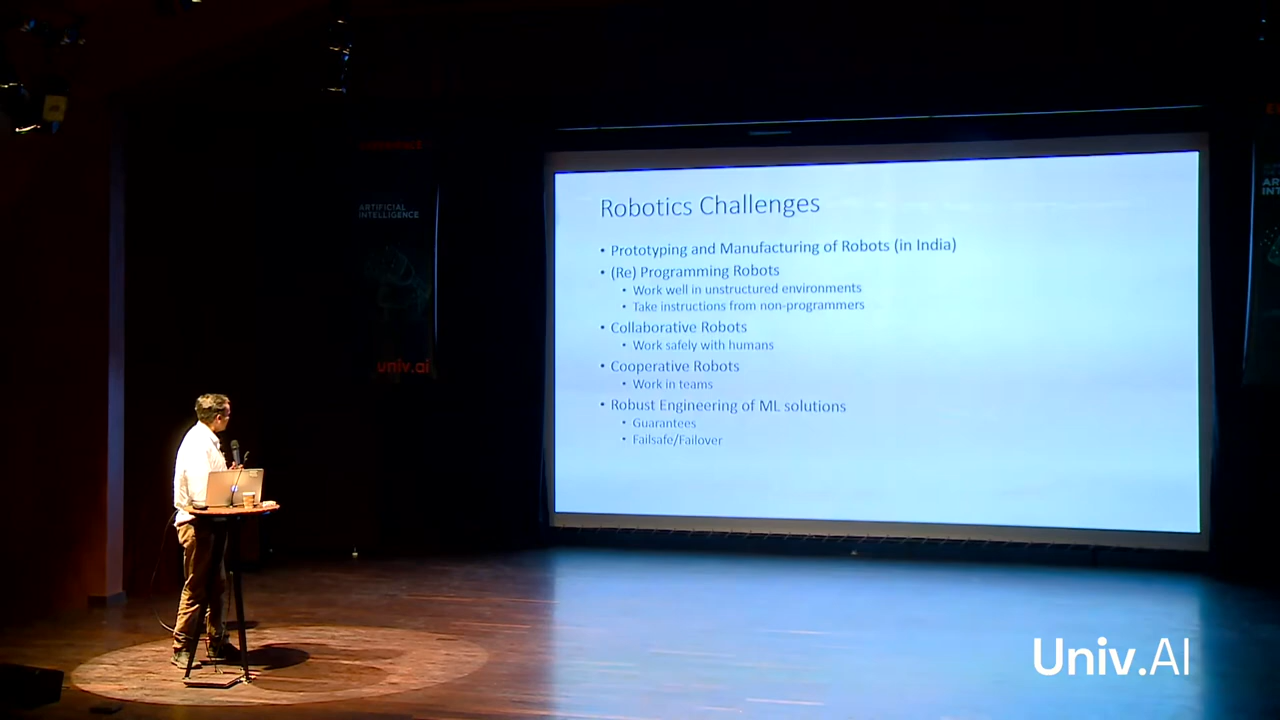 ARTIFICIAL
INTELLIGENCE
univ.ai
Robotics Challenges
• Prototyping and Manufacturing of Robots (in India)
• (Re) Programming Robots
• Work well in unstructured environments
• Take instructions from non-programmers
• Collaborative Robots
• Work safely with humans
• Cooperative Robots
• Work in teams
• Robust Engineering of ML solutions
• Guarantees
• Failsafe/Failover
AR
INT
Univ.AI